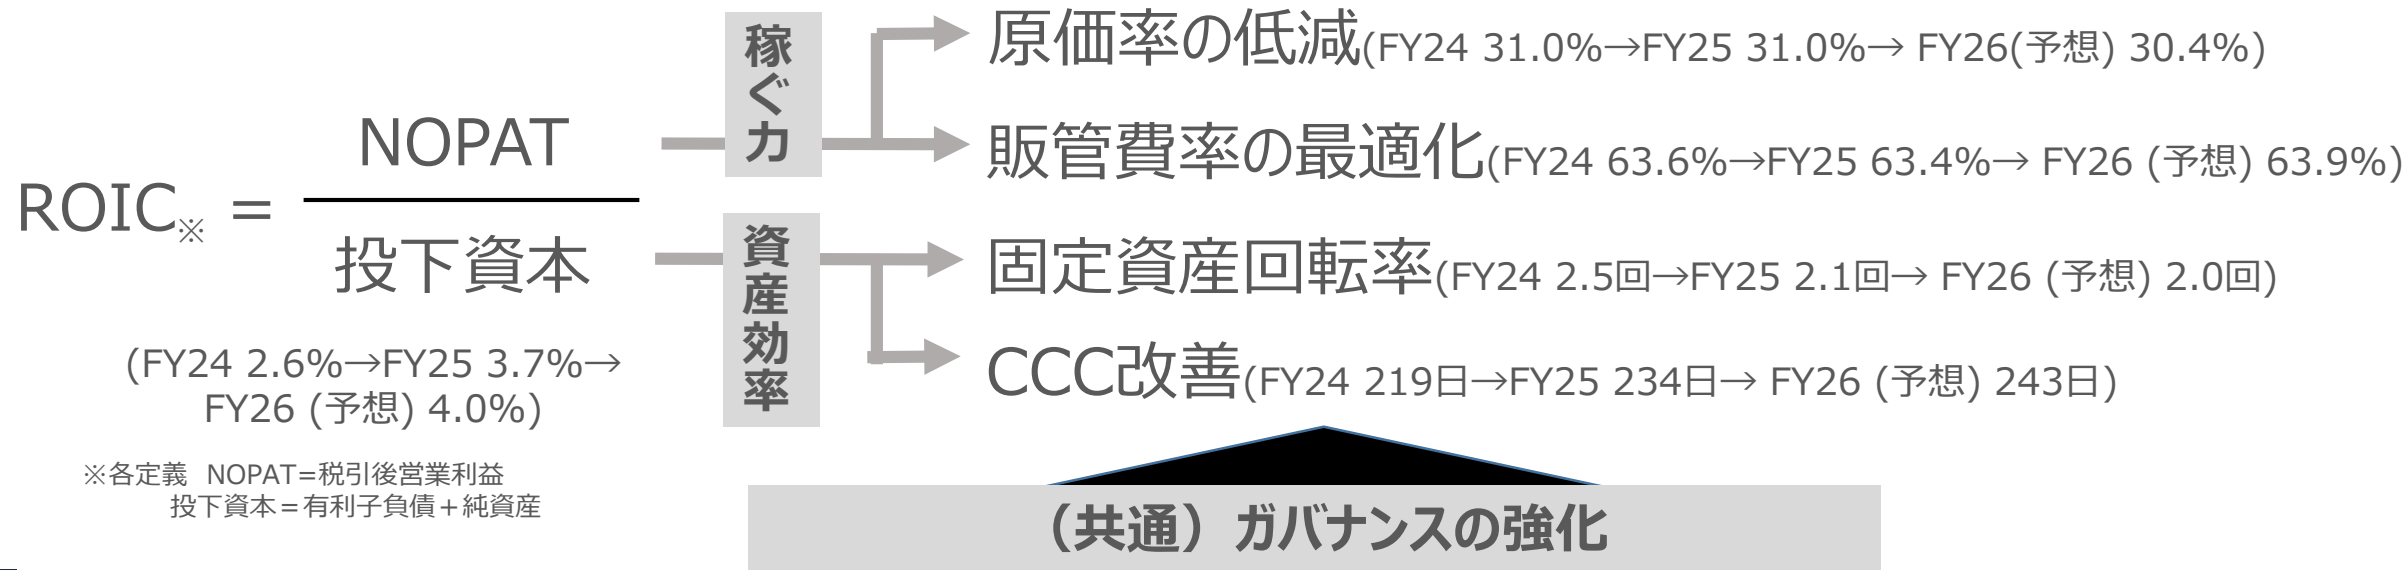 ROIC※ =
NOPAT
投下資本
(FY24 2.6%→FY25 3.7%→
FY26 (予想) 4.0%)
※各定義 NOPAT=税引後営業利益
投下資本＝有利子負債＋純資産
稼ぐ力
原価率の低減(FY24 31.0%→FY25 31.0%→ FY26(予想) 30.4%)
販管費率の最適化(FY24 63.6%→FY25 63.4%→ FY26 (予想) 63.9%)
資産効率
固定資産回転率(FY24 2.5回→FY25 2.1回→ FY26 (予想) 2.0回)
CCC改善(FY24 219日→FY25 234日→ FY26 (予想) 243日)
（共通）ガバナンスの強化